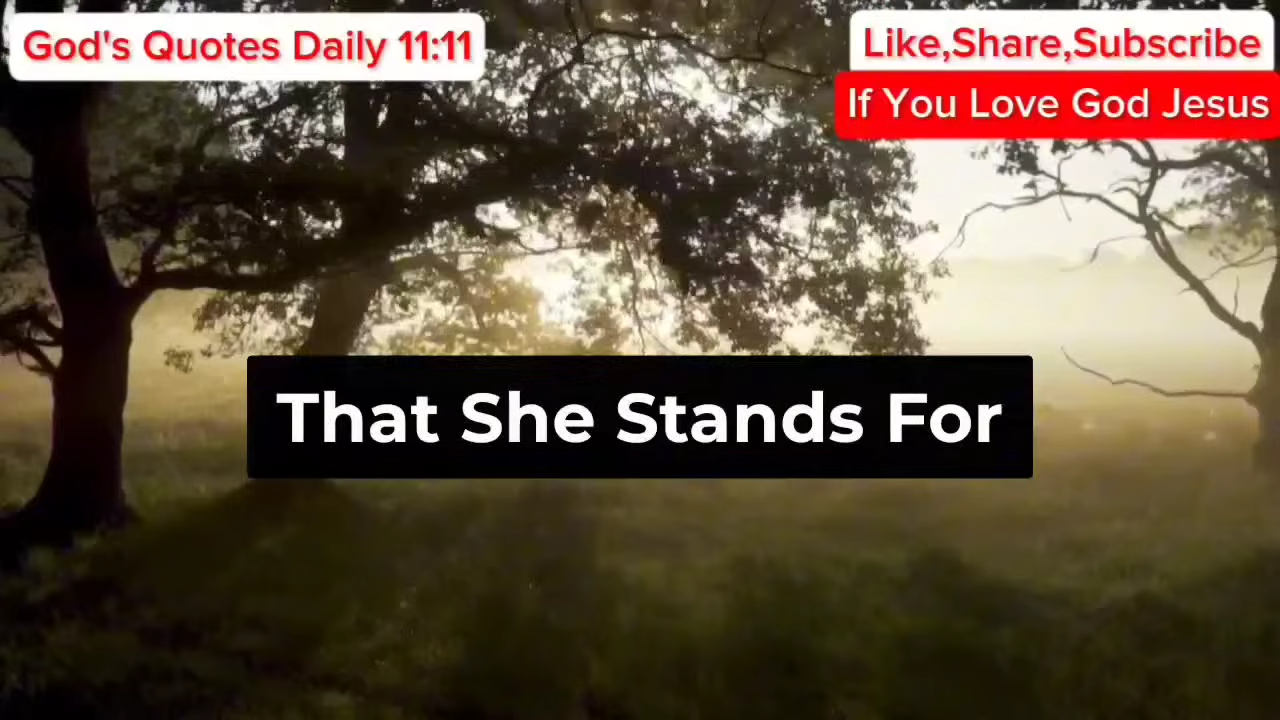 God's Quotes Daily 11:11
Like,Share,Subscribe
If You Love God Jesus
That She Stands For